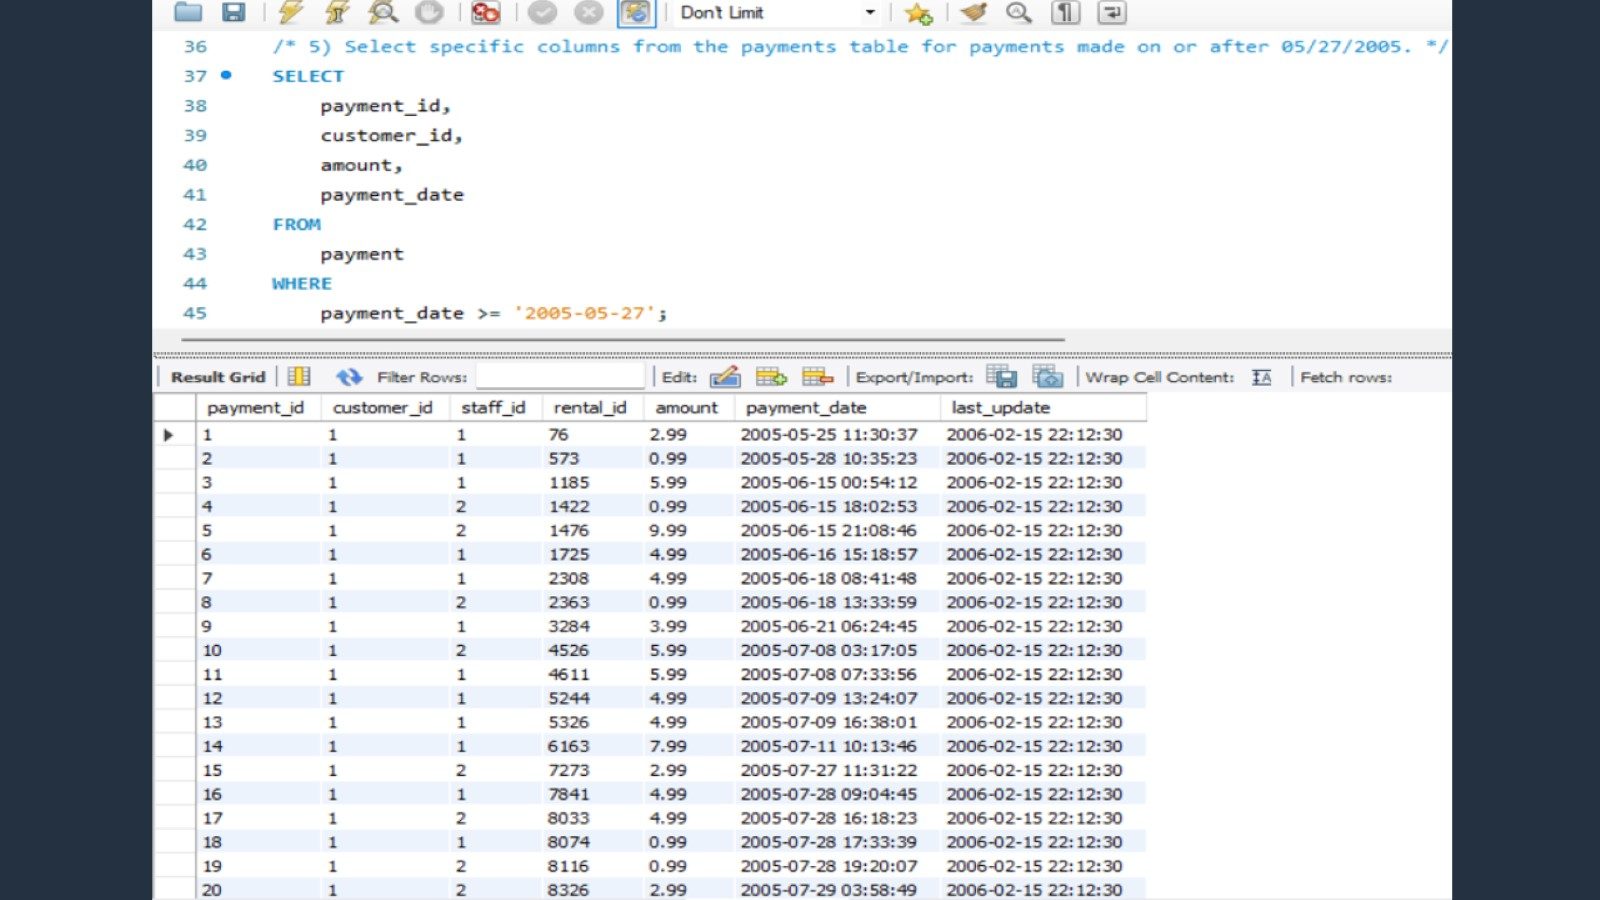 Don't Limit
36 /* 5) Select specific columns from the payments table for payments made on or after 05/27/2005. */
37 SELECT
38 payment_id,
39 customer_id,
40 amount,
41 payment_date
42 FROM
43 payment
44 WHERE
45 payment_date >= '2005-05-27';
Result Grid Filter Rows: Edit: Export/Import: Wrap Cell Content: Fetch rows:
payment_id customer_id staff_id rental_id amount payment_date last_update
1 1 1 76 2.99 2005-05-25 11:30:37 2006-02-15 22:12:30
2 1 1 573 0.99 2005-05-28 10:35:23 2006-02-15 22:12:30
3 1 1 1185 5.99 2005-06-15 00:54:12 2006-02-15 22:12:30
4 1 2 1422 0.99 2005-06-15 18:02:53 2006-02-15 22:12:30
5 1 2 1476 9.99 2005-06-15 21:08:46 2006-02-15 22:12:30
6 1 1 1725 4.99 2005-06-16 15:18:57 2006-02-15 22:12:30
7 1 1 2308 4.99 2005-06-18 08:41:48 2006-02-15 22:12:30
8 1 2 2363 0.99 2005-06-18 13:33:59 2006-02-15 22:12:30
9 1 1 3284 3.99 2005-06-21 06:24:45 2006-02-15 22:12:30
10 1 2 4526 5.99 2005-07-08 03:17:05 2006-02-15 22:12:30
11 1 1 4611 5.99 2005-07-08 07:33:56 2006-02-15 22:12:30
12 1 1 5244 4.99 2005-07-09 13:24:07 2006-02-15 22:12:30
13 1 1 5326 4.99 2005-07-09 16:38:01 2006-02-15 22:12:30
14 1 1 6163 7.99 2005-07-11 10:13:46 2006-02-15 22:12:30
15 1 2 7273 2.99 2005-07-27 11:31:22 2006-02-15 22:12:30
16 1 1 7841 4.99 2005-07-28 09:04:45 2006-02-15 22:12:30
17 1 2 8033 4.99 2005-07-28 16:18:23 2006-02-15 22:12:30
18 1 1 8074 0.99 2005-07-28 17:33:39 2006-02-15 22:12:30
19 1 2 8116 0.99 2005-07-28 19:20:07 2006-02-15 22:12:30
20 1 2 8326 2.99 2005-07-29 03:58:49 2006-02-15 22:12:30